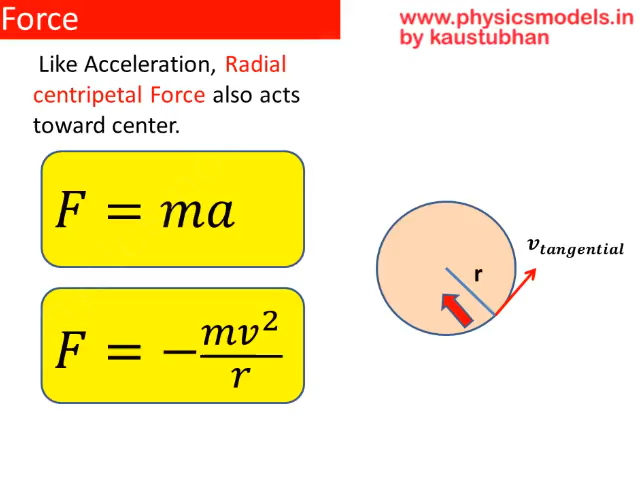 Force
www.physicsmodels.in
by kaustubhan
Like Acceleration, Radial
centripetal Force also acts
toward center.
F = ma
F = −mv²/r
v_tangential
r